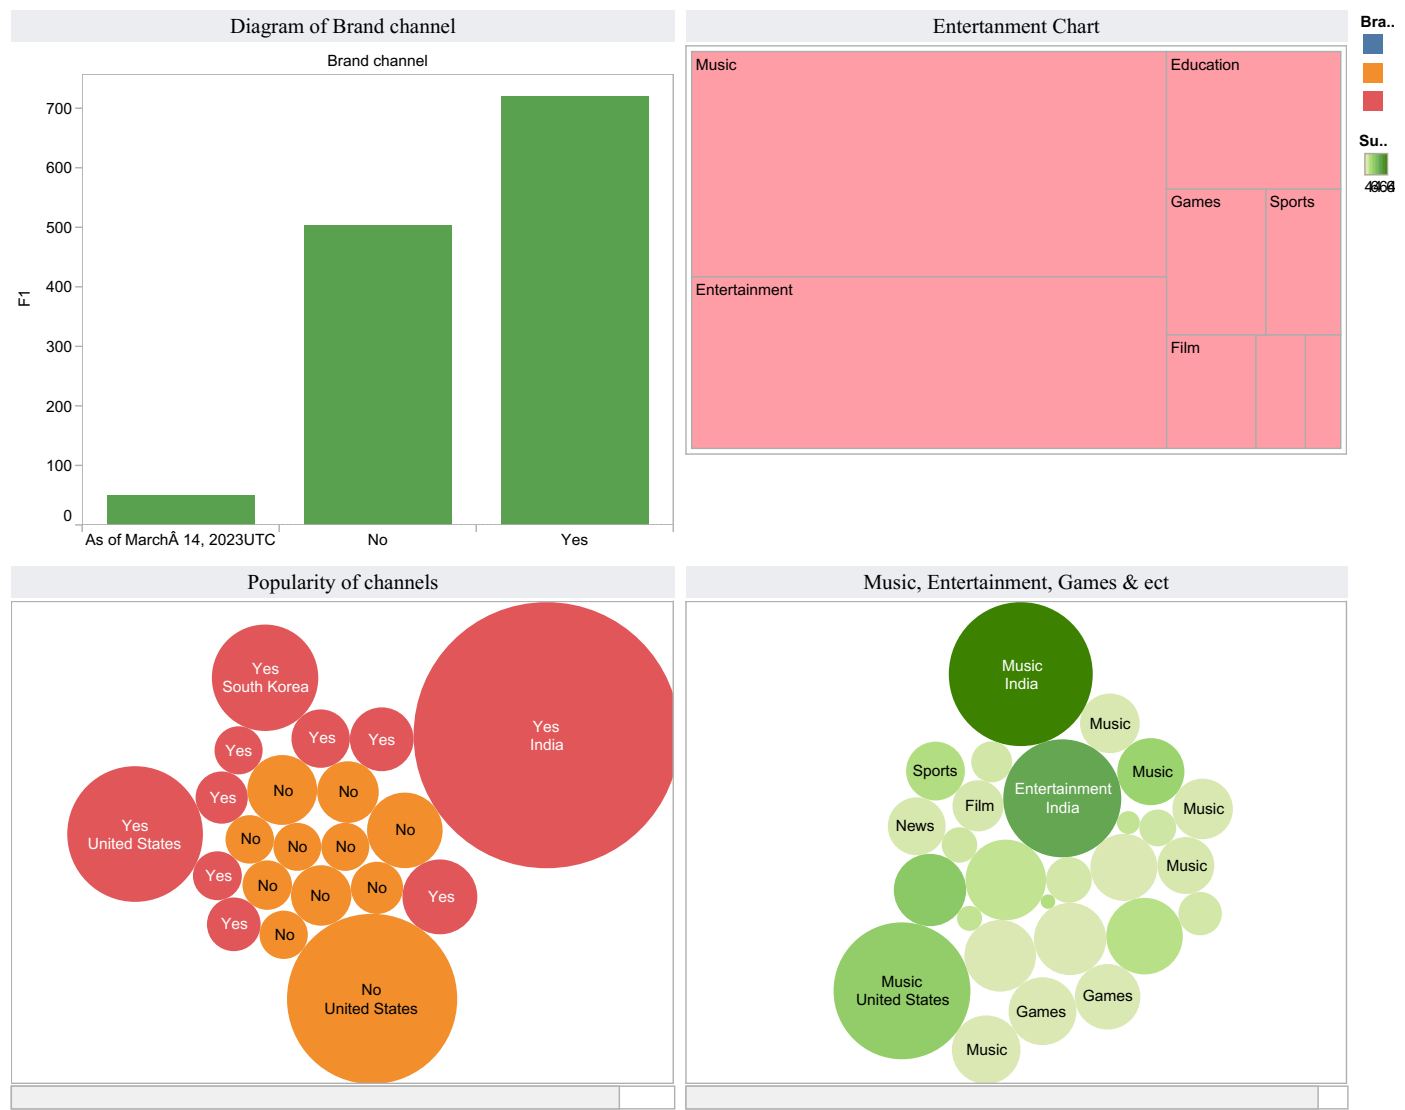 Diagram of Brand channel
Brand channel
700
600
500
400
300
200
100
0
F1
As of MarchÂ 14, 2023UTC
No
Yes
Entertanment Chart
Music
Education
Games
Sports
Entertainment
Film
Bra..
Su..
Popularity of channels
Yes
South Korea
Yes
Yes
Yes
Yes
India
Yes
No
No
Yes
United States
No
No
No
No
Yes
No
No
No
Yes
Yes
No
No
United States
Music, Entertainment, Games & ect
Music
India
Music
Sports
Music
Entertainment
India
Film
Music
News
Music
Music
United States
Games
Games
Music